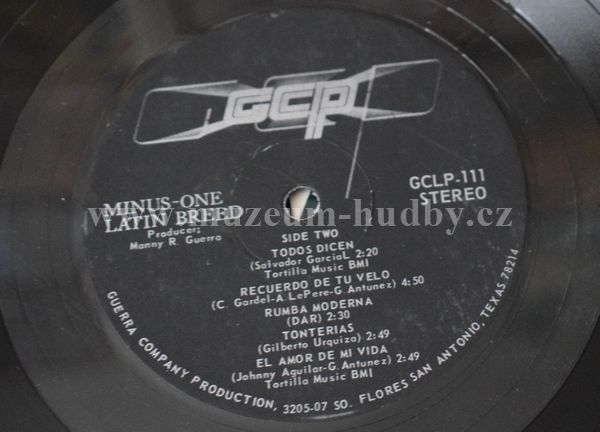 GCP
MINUS-ONE
LATIN BREED
Producer:
Manny R. Guerra
GCLP-111
STEREO
www.muzeum-hudby.cz
SIDE TWO
TODOS DICEN
(Salvador GarciaL 2:20
Tortilla Music BMI
RECUERDO DE TU VELO
(C. Gardel-A LePere-G. Antunez) 4:50
RUMBA MODERNA
(DAR) 2:30
TONTERIAS
(Gilberto Urquizo) 2:49
EL AMOR DE MI VIDA
(Johnny Aguilar-G. Antunez) 2:49
Tortilla Music BMI
GUERRA COMPANY PRODUCTION, 3205-07 SO. FLORES SAN ANTONIO, TEXAS 78214